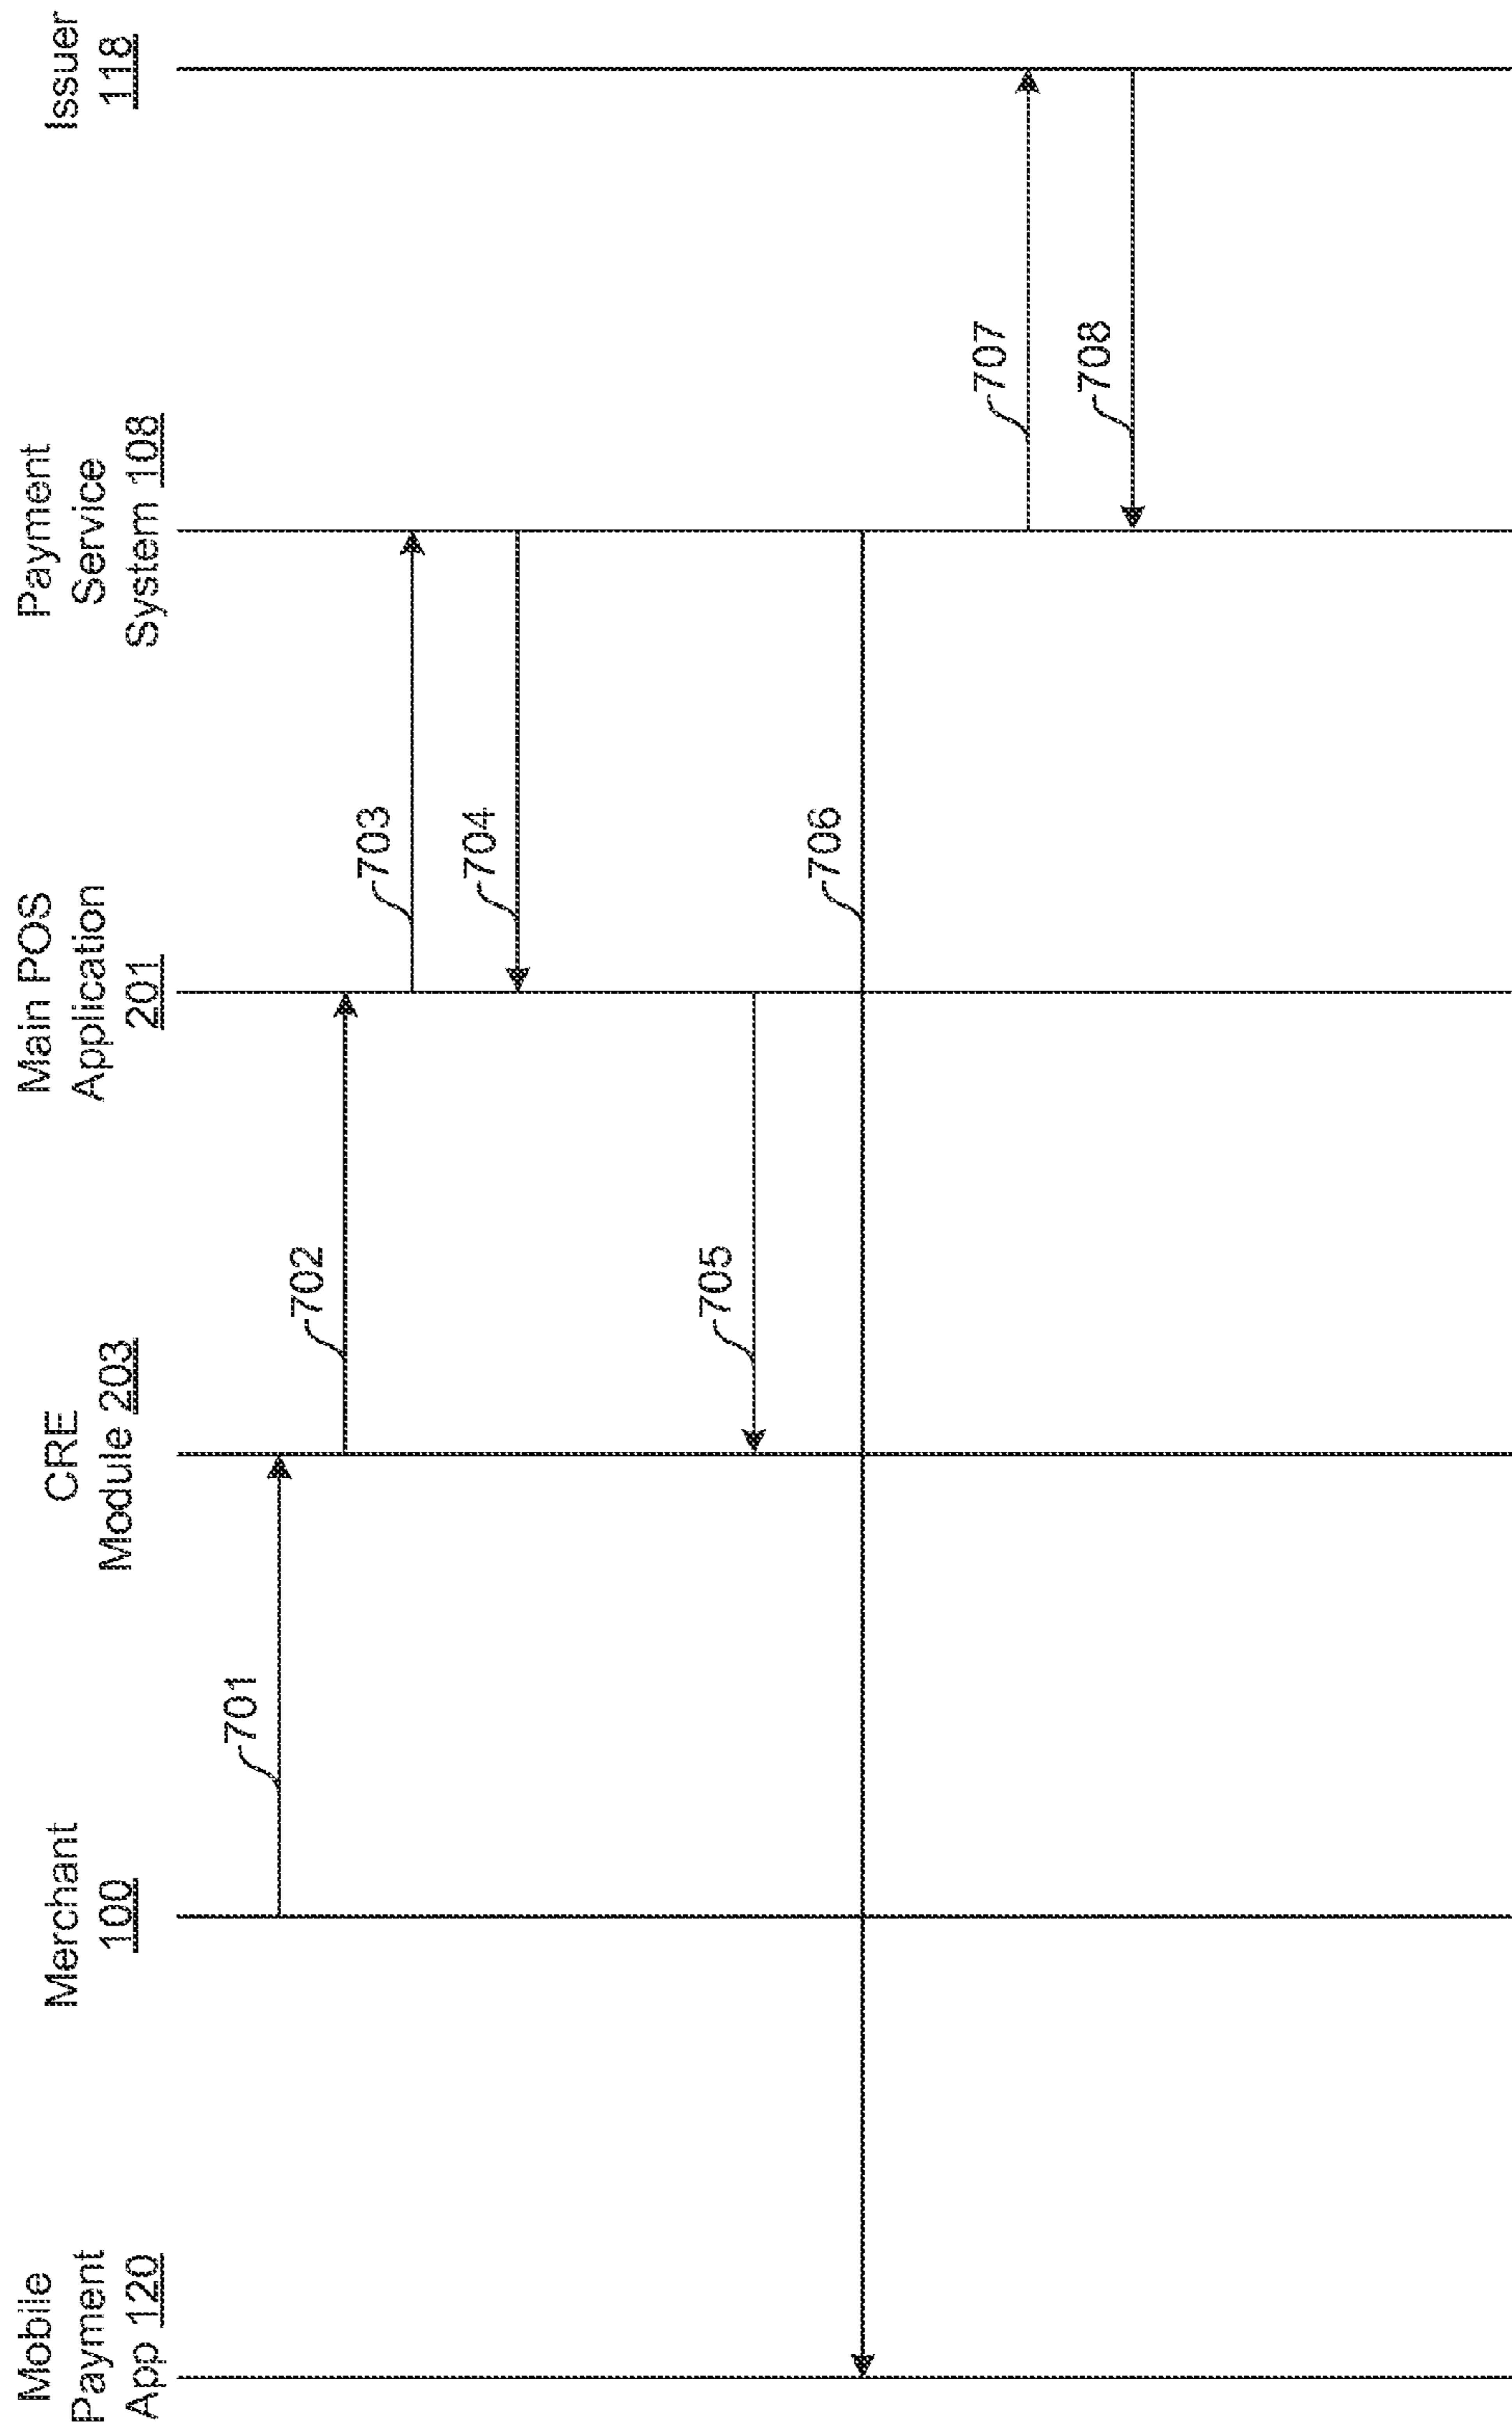 Mobile
Payment
App 120
Merchant
100
CRE
Module 203
Main POS
Application
201
Payment
Service
System 108
Issuer
118
701
702
703
704
705
706
707
708